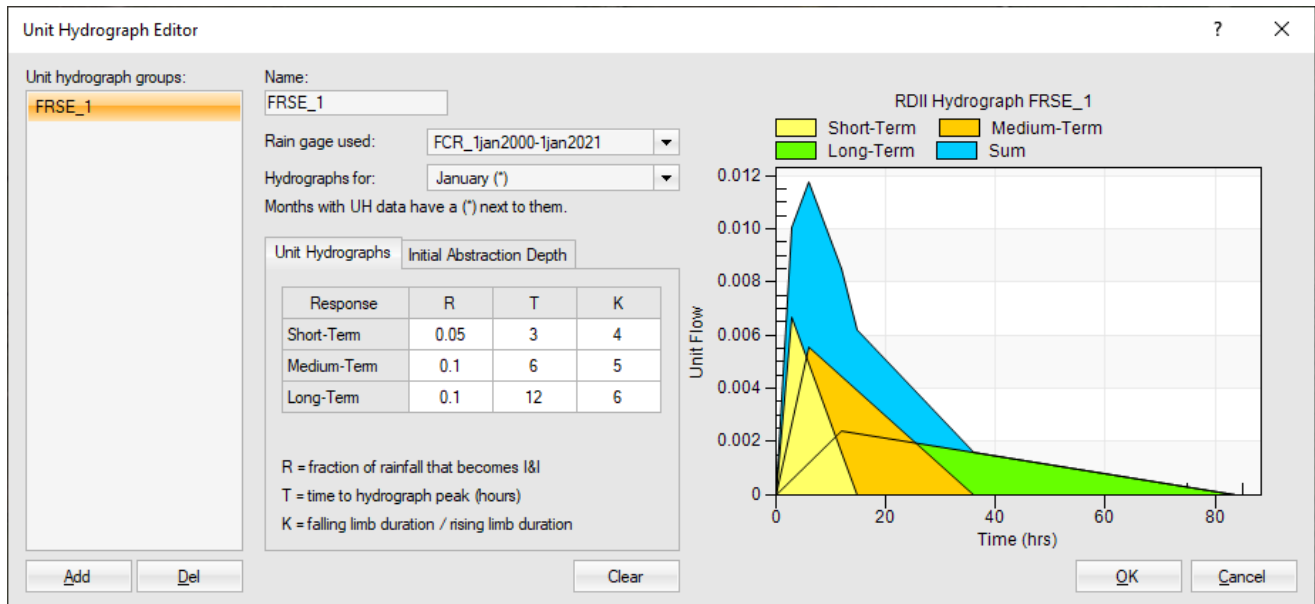 Unit Hydrograph Editor ? ×
Unit hydrograph groups:
FRSE_1
Name:
FRSE_1
Rain gage used: FCR_1jan2000-1jan2021
Hydrographs for: January (*)
Months with UH data have a (*) next to them.
Unit Hydrographs Initial Abstraction Depth
Response R T K
Short-Term 0.05 3 4
Medium-Term 0.1 6 5
Long-Term 0.1 12 6
R = fraction of rainfall that becomes I&I
T = time to hydrograph peak (hours)
K = falling limb duration / rising limb duration
RDII Hydrograph FRSE_1
Short-Term Medium-Term
Long-Term Sum
0.012
0.010
0.008
0.006
0.004
0.002
0
Unit Flow
0 20 40 60 80
Time (hrs)
Add Del Clear OK Cancel